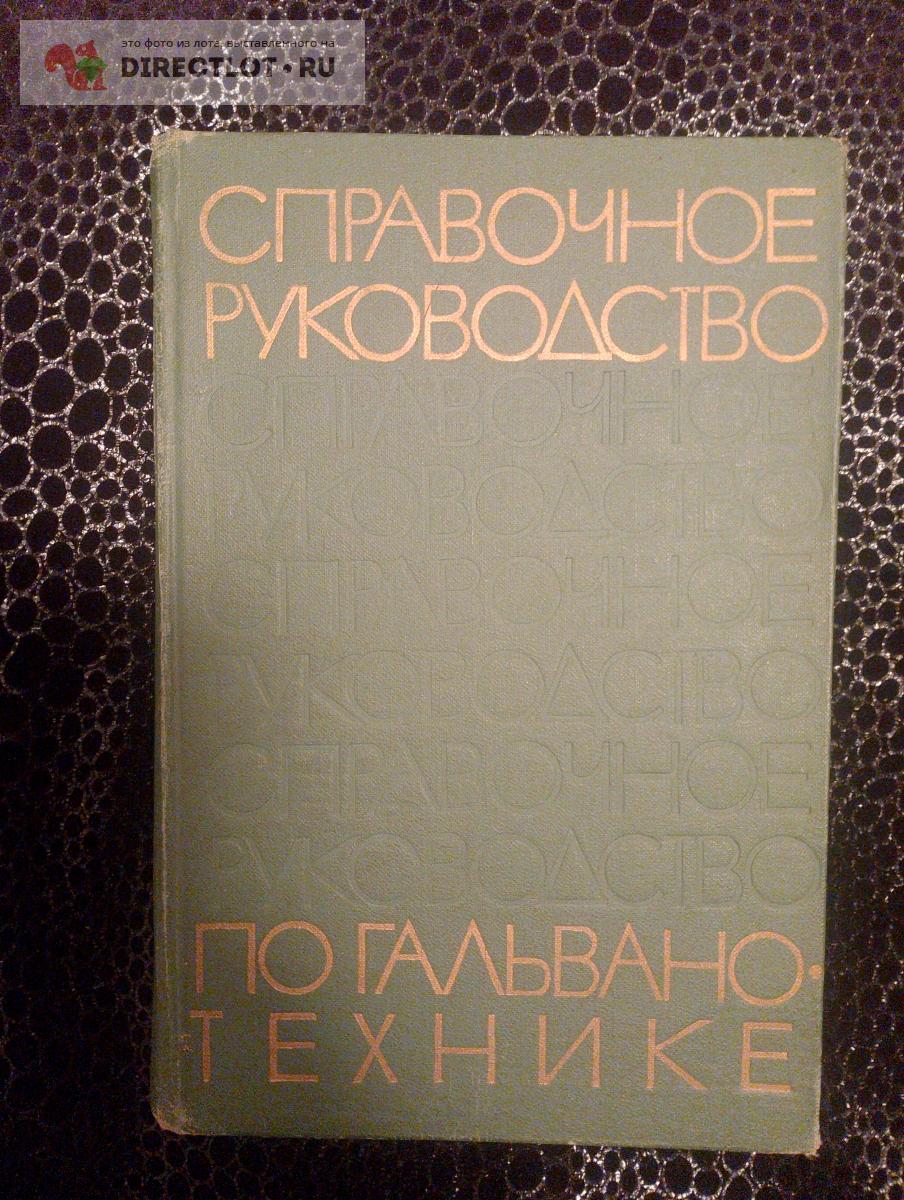 это фото из лота, выставленного на
DIRECTLOT.RU
СПРАВОЧНОЕ
РУКОВОДСТВО
СПРАВОЧНОЕ
РУКОВОДСТВО
СПРАВОЧНОЕ
РУКОВОДСТВО
СПРАВОЧНОЕ
РУКОВОДСТВО
ПО ГАЛЬВАНО·
ТЕХНИКЕ